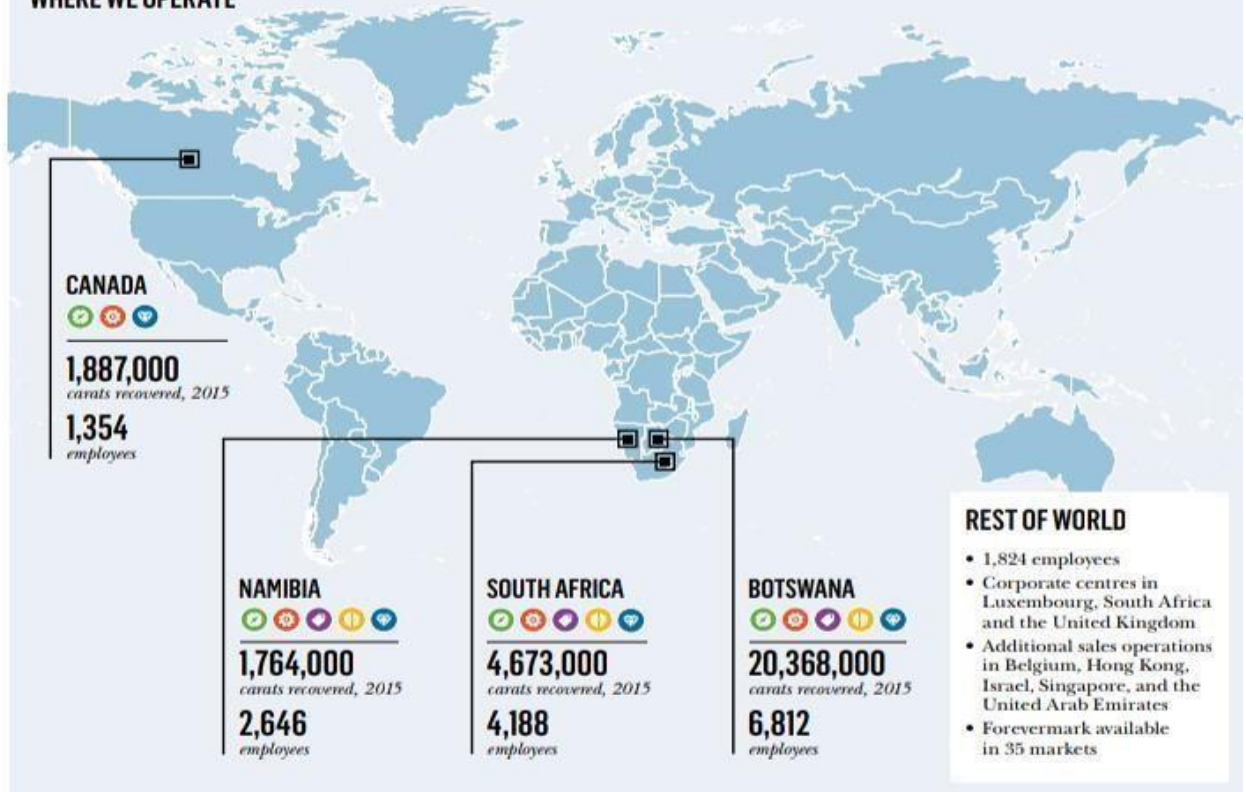 WHERE WE OPERATE
CANADA
1,887,000
carats recovered, 2015
1,354
employees
NAMIBIA
1,764,000
carats recovered, 2015
2,646
employees
SOUTH AFRICA
4,673,000
carats recovered, 2015
4,188
employees
BOTSWANA
20,368,000
carats recovered, 2015
6,812
employees
REST OF WORLD
• 1,824 employees
• Corporate centres in
Luxembourg, South Africa
and the United Kingdom
• Additional sales operations
in Belgium, Hong Kong,
Israel, Singapore, and the
United Arab Emirates
• Forevermark available
in 35 markets